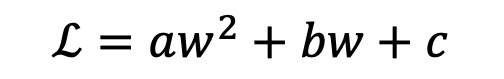 ℒ = aw² + bw + c